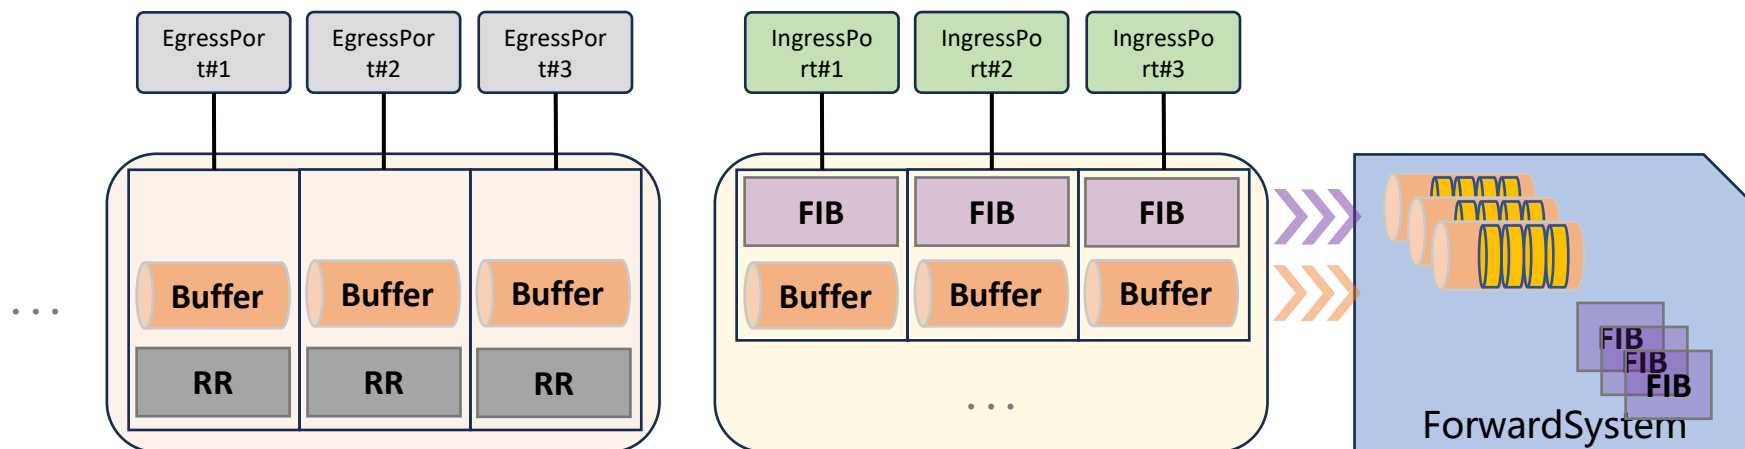 EgressPor
t#1
EgressPor
t#2
EgressPor
t#3
IngressPo
rt#1
IngressPo
rt#2
IngressPo
rt#3
FIB
FIB
FIB
Buffer
Buffer
Buffer
Buffer
Buffer
Buffer
...
RR
RR
RR
...
FIB
FIB
FIB
ForwardSystem